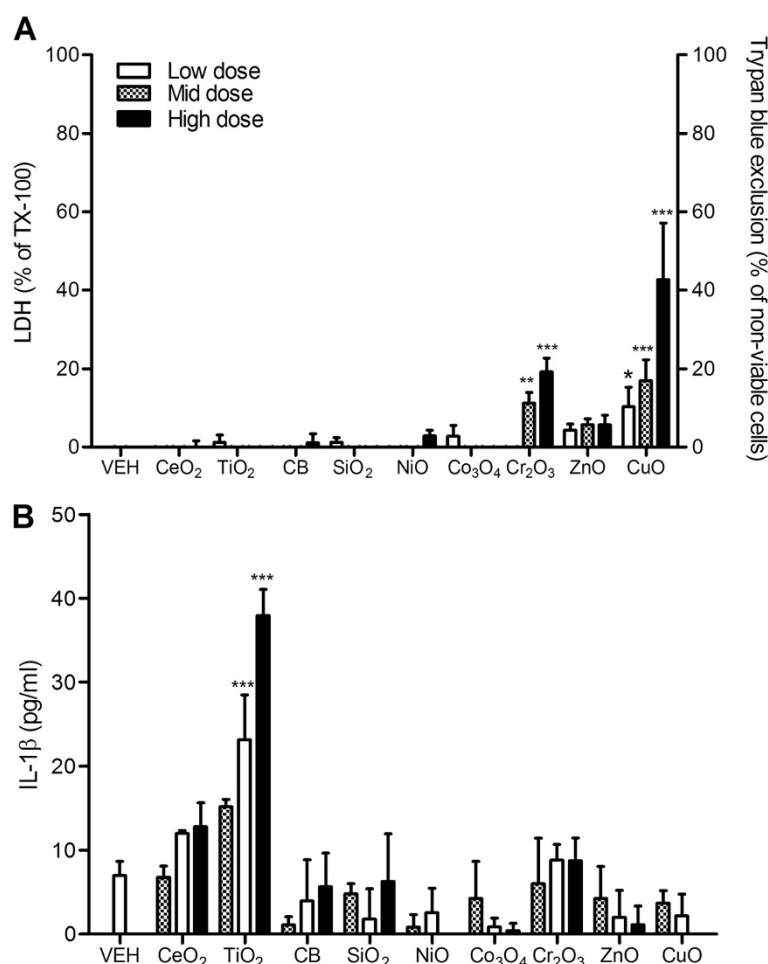 A
Low dose
Mid dose
High dose
LDH (% of TX-100)
100
80
60
40
20
0
100
80
60
40
20
0
Trypan blue exclusion (% of non-viable cells)
** *** * *** ***
VEH CeO₂ TiO₂ CB SiO₂ NiO Co₃O₄ Cr₂O₃ ZnO CuO
B
IL-1β (pg/ml)
50
40
30
20
10
0
*** ***
VEH CeO₂ TiO₂ CB SiO₂ NiO Co₃O₄ Cr₂O₃ ZnO CuO